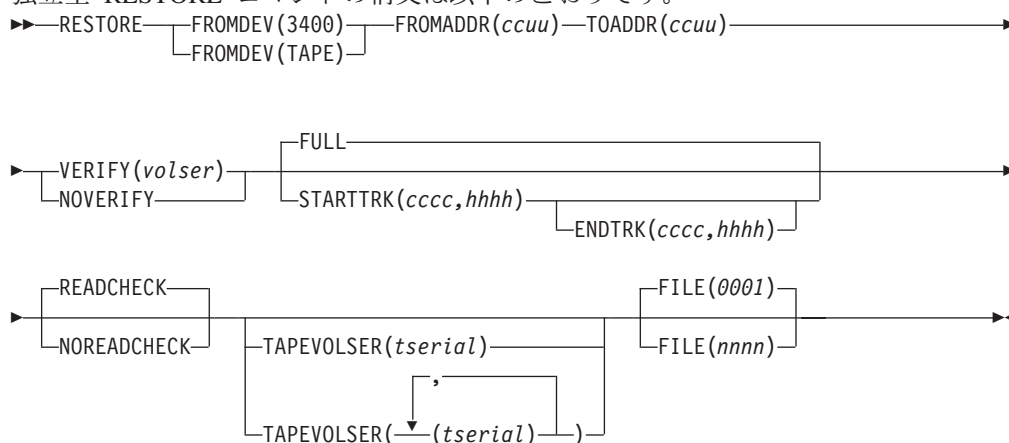 独立型 RESTORE コマンドの構文は以下のとおりです。
RESTORE FROMDEV(3400) FROMADDR(ccuu) TOADDR(ccuu)
FROMDEV(TAPE)
FULL
VERIFY(volser)
NOVERIFY STARTTRK(cccc,hhhh)
ENDTRK(cccc,hhhh)
READCHECK FILE(0001)
NOREADCHECK TAPEVOLSER(tserial) FILE(nnnn)
,
TAPEVOLSER( (tserial) )